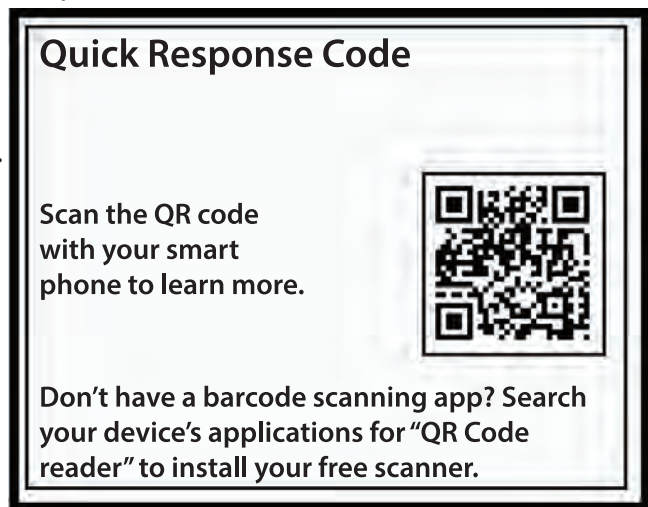 Quick Response Code
Scan the QR code
with your smart
phone to learn more.
Don’t have a barcode scanning app? Search
your device’s applications for “QR Code
reader” to install your free scanner.